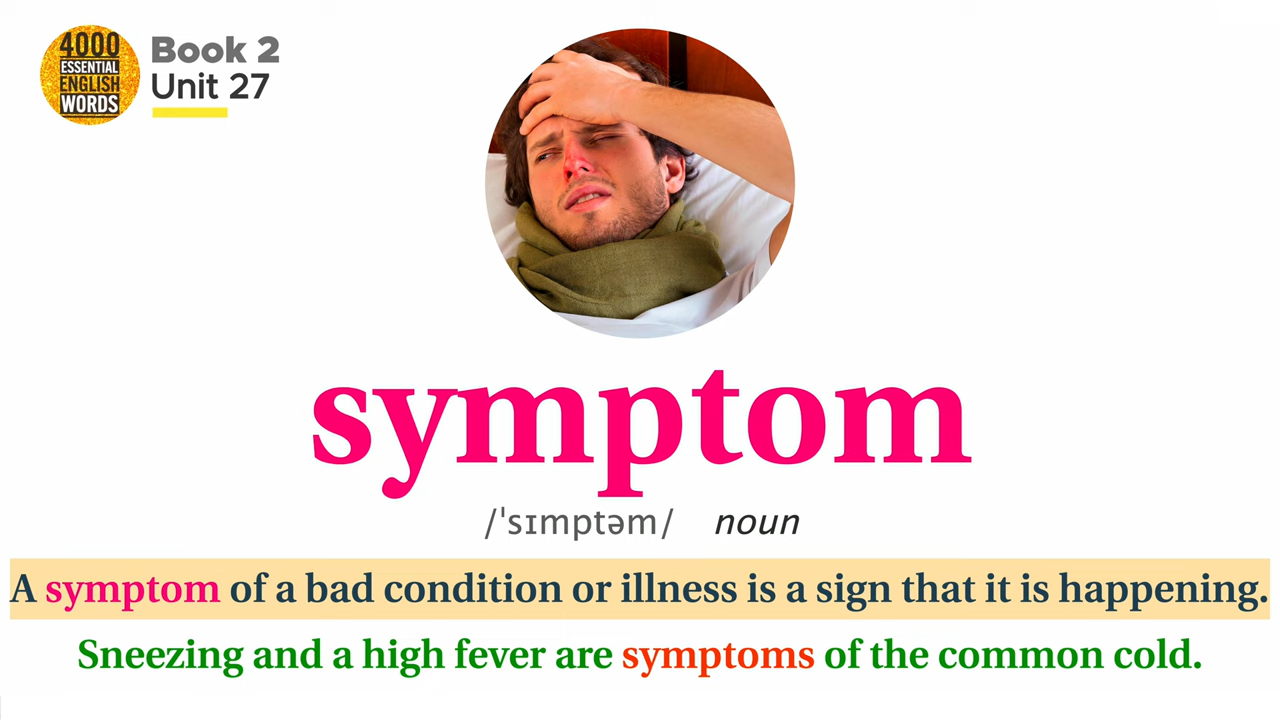 4000
ESSENTIAL
ENGLISH
WORDS
Book 2
Unit 27
symptom
/ˈsɪmptəm/ noun
A symptom of a bad condition or illness is a sign that it is happening.
Sneezing and a high fever are symptoms of the common cold.